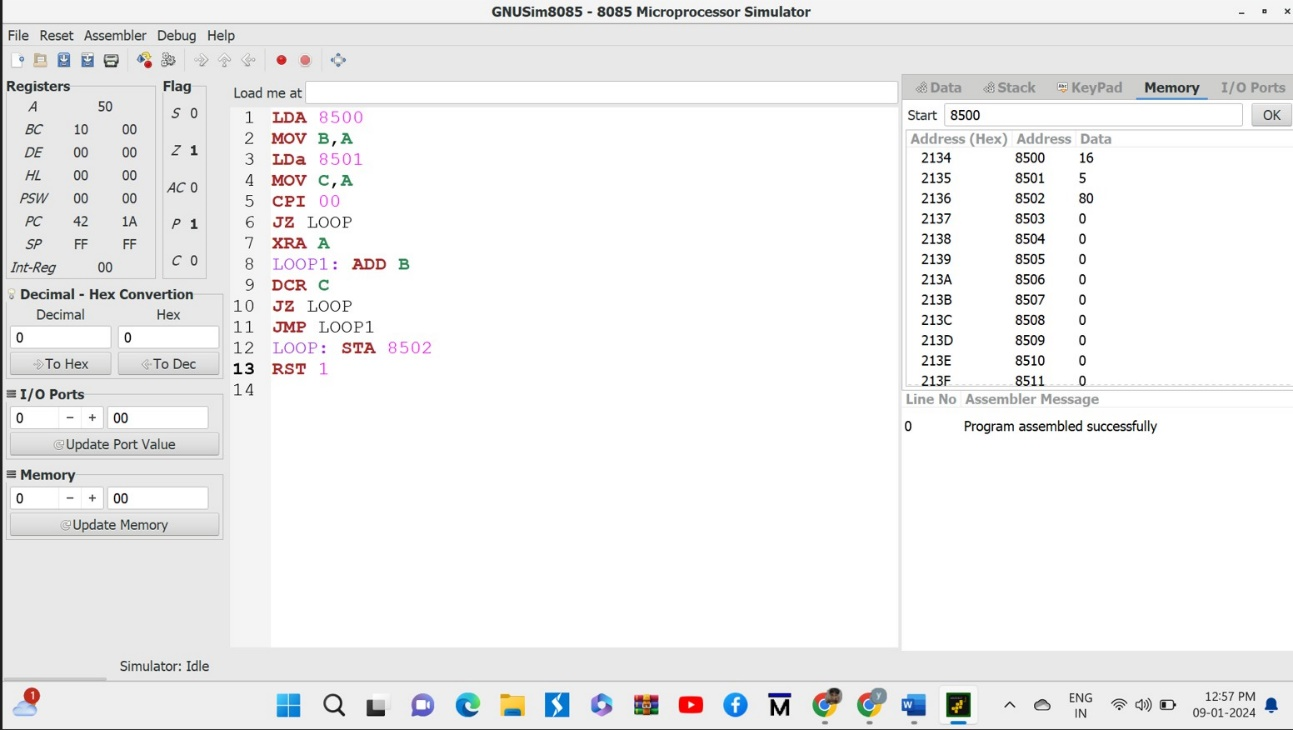 GNUSim8085 - 8085 Microprocessor Simulator
File Reset Assembler Debug Help
Registers
A 50
BC 10 00
DE 00 00
HL 00 00
PSW 00 00
PC 42 1A
SP FF FF
Int-Reg 00
Flag
S 0
Z 1
AC 0
P 1
C 0
Decimal - Hex Convertion
Decimal Hex
0 0
To Hex To Dec
I/O Ports
0 - + 00
Update Port Value
Memory
0 - + 00
Update Memory
Simulator: Idle
Load me at
1 LDA 8500
2 MOV B,A
3 LDa 8501
4 MOV C,A
5 CPI 00
6 JZ LOOP
7 XRA A
8 LOOP1: ADD B
9 DCR C
10 JZ LOOP
11 JMP LOOP1
12 LOOP: STA 8502
13 RST 1
14
Data Stack KeyPad Memory I/O Ports
Start 8500 OK
Address (Hex) Address Data
2134 8500 16
2135 8501 5
2136 8502 80
2137 8503 0
2138 8504 0
2139 8505 0
213A 8506 0
213B 8507 0
213C 8508 0
213D 8509 0
213E 8510 0
213F 8511 0
Line No Assembler Message
0 Program assembled successfully
1
ENG
IN
12:57 PM
09-01-2024